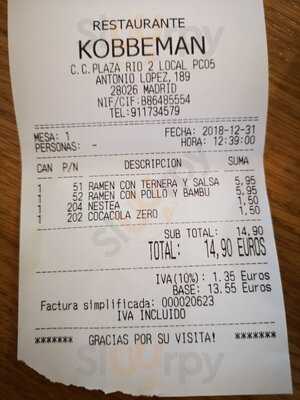 RESTAURANTE
KOBBEMAN
C.C.PLAZA RIO 2 LOCAL PC05
ANTONIO LOPEZ,189
28026 MADRID
NIF/CIF:B86485554
TEL:911734579
MESA: 1 FECHA: 2018-12-31
PERSONAS: - HORA: 12:39:00
CAN P/N DESCRIPCION SUMA
1 51 RAMEN CON TERNERA Y SALSA 5,95
1 52 RAMEN CON POLLO Y BAMBU 5,95
1 204 NESTEA 1,50
1 202 COCACOLA ZERO 1,50
SUB TOTAL: 14,90
TOTAL: 14,90 EUROS
IVA(10%): 1.35 Euros
BASE: 13.55 Euros
Factura simplificada: 000020623
IVA INCLUIDO
******* GRACIAS POR SU VISITA! *******